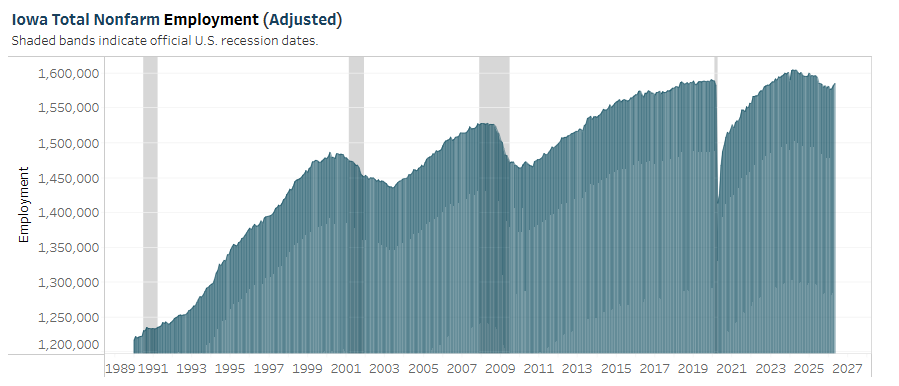 Iowa Total Nonfarm Employment (Adjusted)
Shaded bands indicate official U.S. recession dates.
1,600,000
1,550,000
1,500,000
1,450,000
1,400,000
1,350,000
1,300,000
1,250,000
1,200,000
Employment
1989 1991 1993 1995 1997 1999 2001 2003 2005 2007 2009 2011 2013 2015 2017 2019 2021 2023 2025 2027